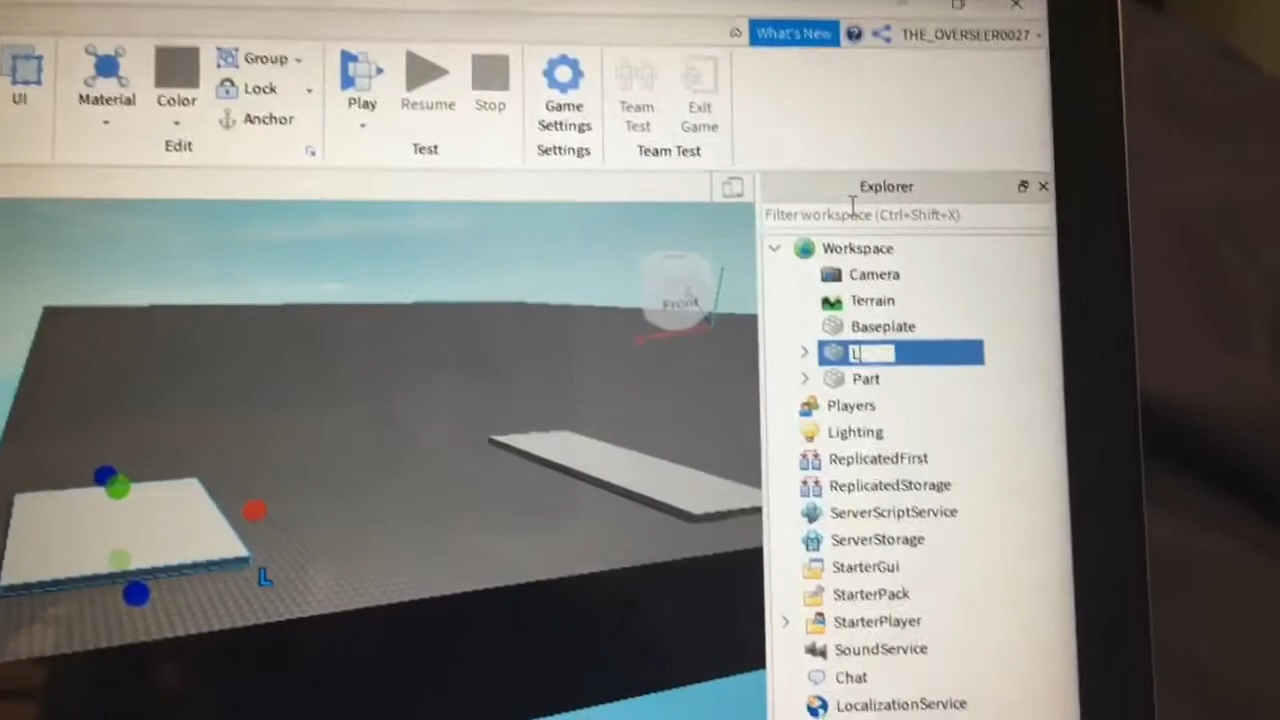 What's New
THE_OVERSEER0027
UI
Material
Color
Group
Lock
Anchor
Edit
Play
Resume
Stop
Test
Game
Settings
Settings
Team
Test
Exit
Game
Team Test
Explorer
Filter workspace (Ctrl+Shift+X)
Workspace
Camera
Terrain
Baseplate
L
Part
Players
Lighting
ReplicatedFirst
ReplicatedStorage
ServerScriptService
ServerStorage
StarterGui
StarterPack
StarterPlayer
SoundService
Chat
LocalizationService
Front
L